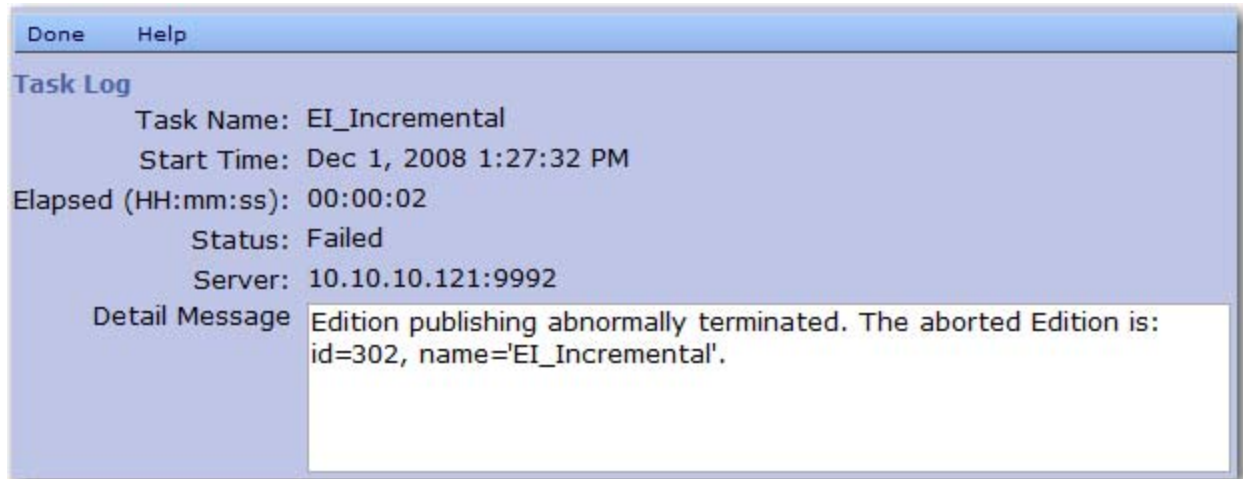 Done Help
Task Log
Task Name: EI_Incremental
Start Time: Dec 1, 2008 1:27:32 PM
Elapsed (HH:mm:ss): 00:00:02
Status: Failed
Server: 10.10.10.121:9992
Detail Message Edition publishing abnormally terminated. The aborted Edition is:
id=302, name='EI_Incremental'.